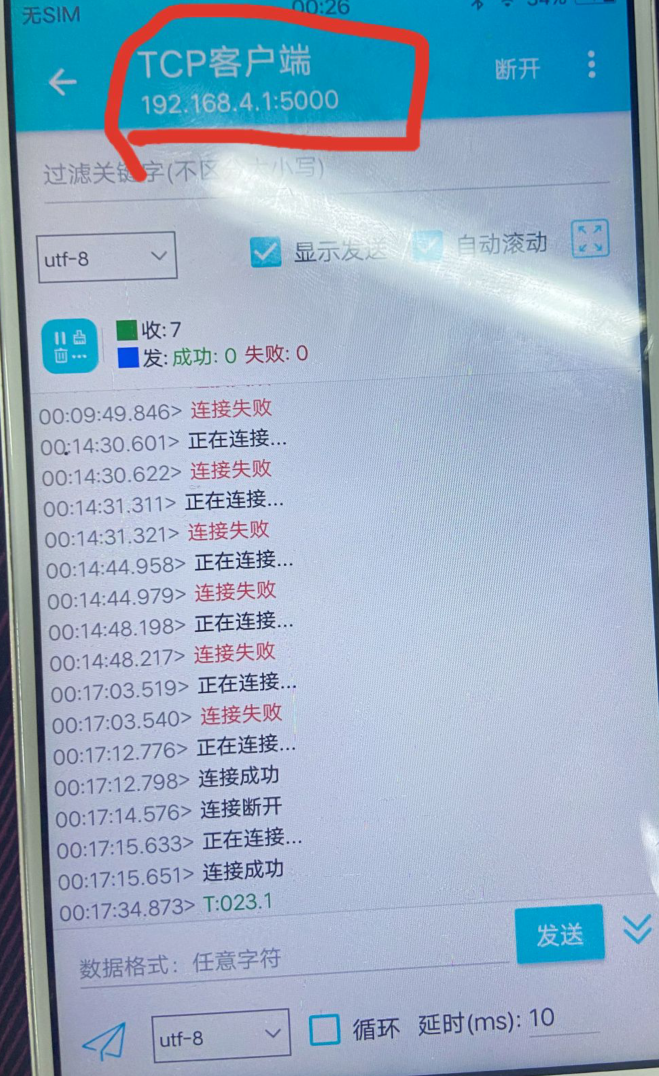 无SIM
00:26
TCP客户端
192.168.4.1:5000
断开
过滤关键字(不区分大小写)
utf-8
显示发送
自动滚动
收: 7
发: 成功: 0 失败: 0
00:09:49.846> 连接失败
00:14:30.601> 正在连接...
00:14:30.622> 连接失败
00:14:31.311> 正在连接...
00:14:31.321> 连接失败
00:14:44.958> 正在连接...
00:14:44.979> 连接失败
00:14:48.198> 正在连接...
00:14:48.217> 连接失败
00:17:03.519> 正在连接...
00:17:03.540> 连接失败
00:17:12.776> 正在连接...
00:17:12.798> 连接成功
00:17:14.576> 连接断开
00:17:15.633> 正在连接...
00:17:15.651> 连接成功
00:17:34.873> T:023.1
数据格式: 任意字符
发送
utf-8
循环
延时(ms): 10